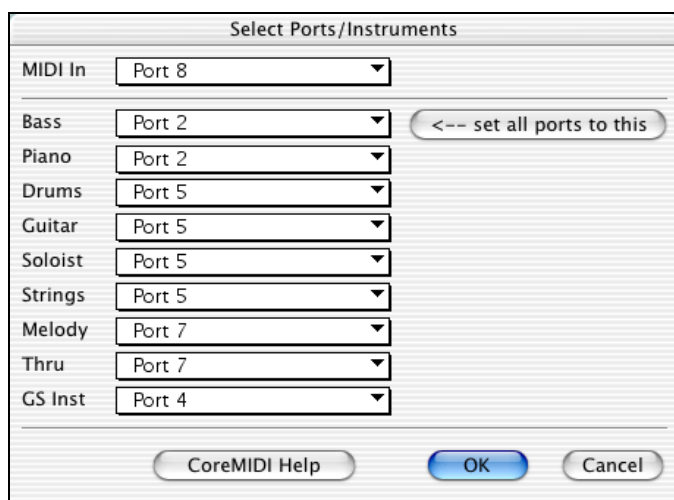 Select Ports/Instruments
MIDI In Port 8
Bass Port 2 <-- set all ports to this
Piano Port 2
Drums Port 5
Guitar Port 5
Soloist Port 5
Strings Port 5
Melody Port 7
Thru Port 7
GS Inst Port 4
CoreMIDI Help OK Cancel